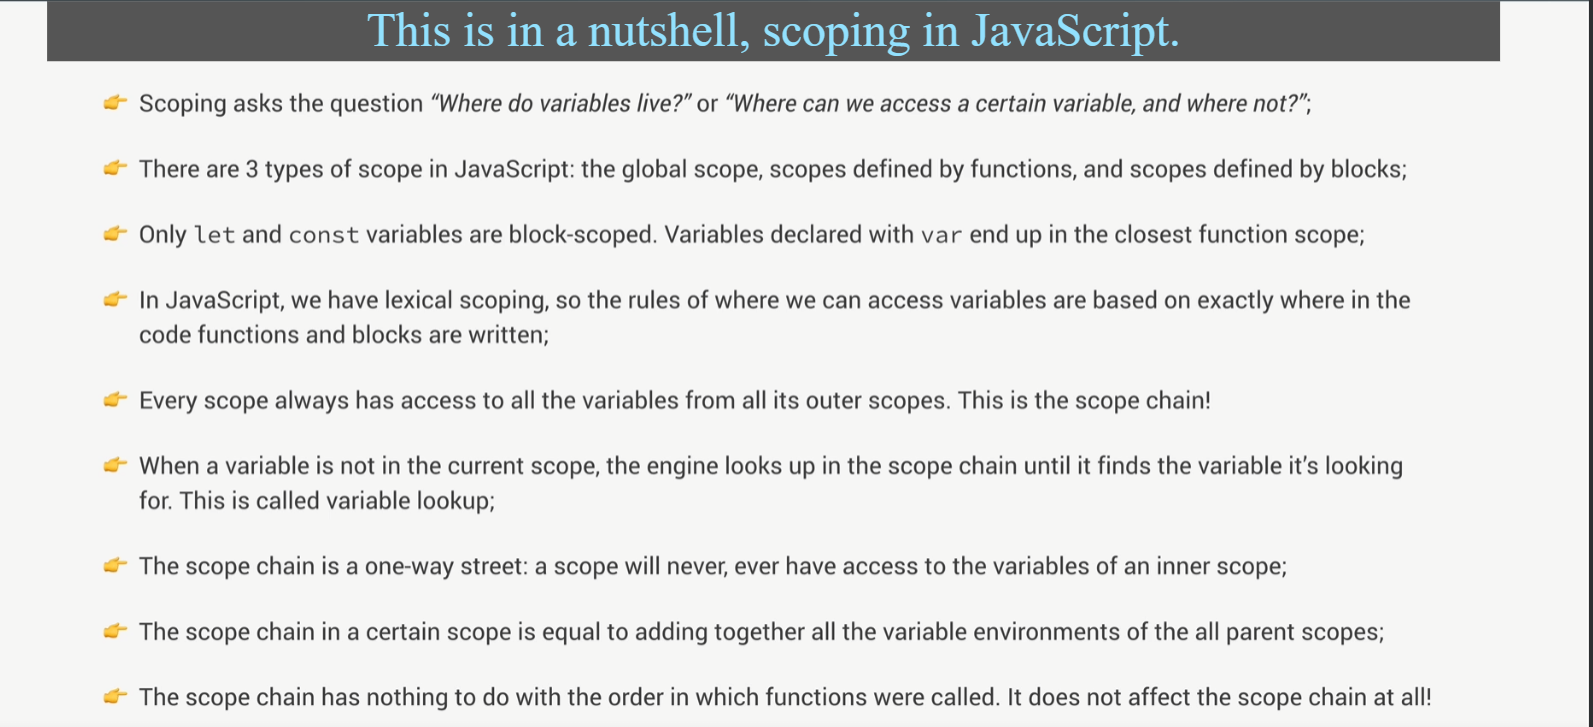 This is in a nutshell, scoping in JavaScript.
👉 Scoping asks the question “Where do variables live?” or “Where can we access a certain variable, and where not?”;
👉 There are 3 types of scope in JavaScript: the global scope, scopes defined by functions, and scopes defined by blocks;
👉 Only let and const variables are block-scoped. Variables declared with var end up in the closest function scope;
👉 In JavaScript, we have lexical scoping, so the rules of where we can access variables are based on exactly where in the
code functions and blocks are written;
👉 Every scope always has access to all the variables from all its outer scopes. This is the scope chain!
👉 When a variable is not in the current scope, the engine looks up in the scope chain until it finds the variable it’s looking
for. This is called variable lookup;
👉 The scope chain is a one-way street: a scope will never, ever have access to the variables of an inner scope;
👉 The scope chain in a certain scope is equal to adding together all the variable environments of the all parent scopes;
👉 The scope chain has nothing to do with the order in which functions were called. It does not affect the scope chain at all!